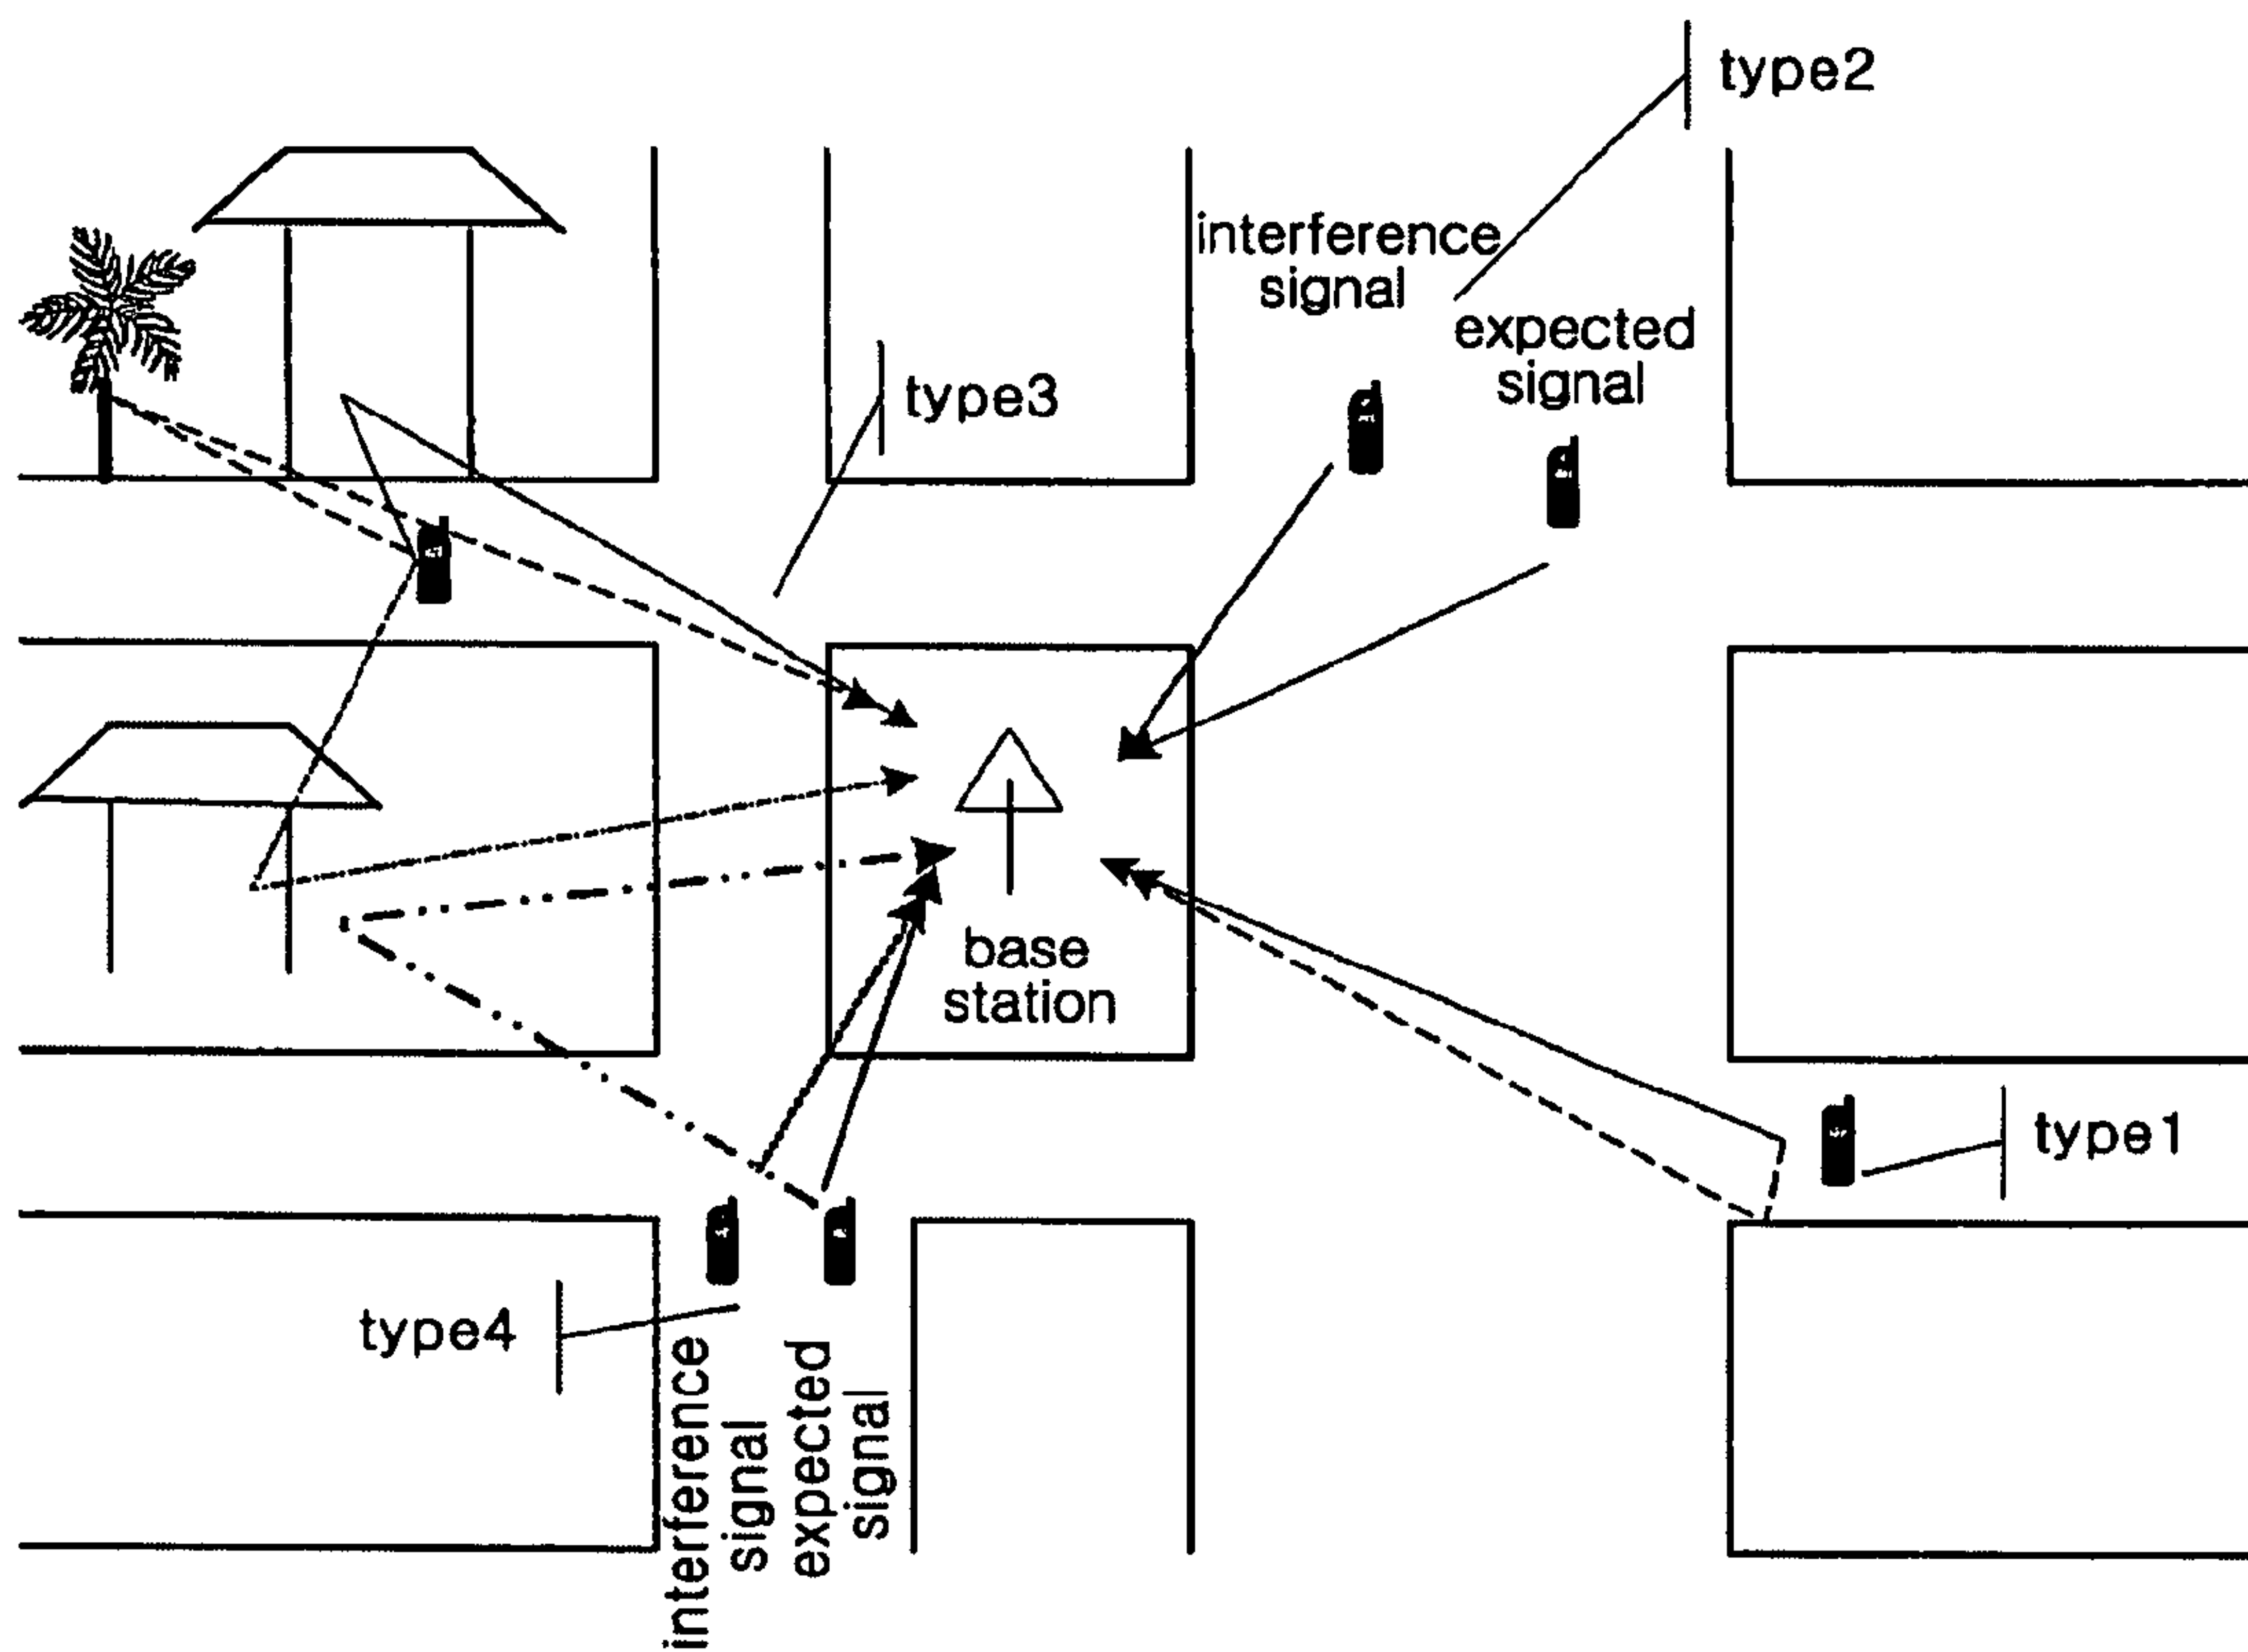 type2
interference
signal
expected
signal
type3
base
station
type1
type4
interference
signal
expected
signal